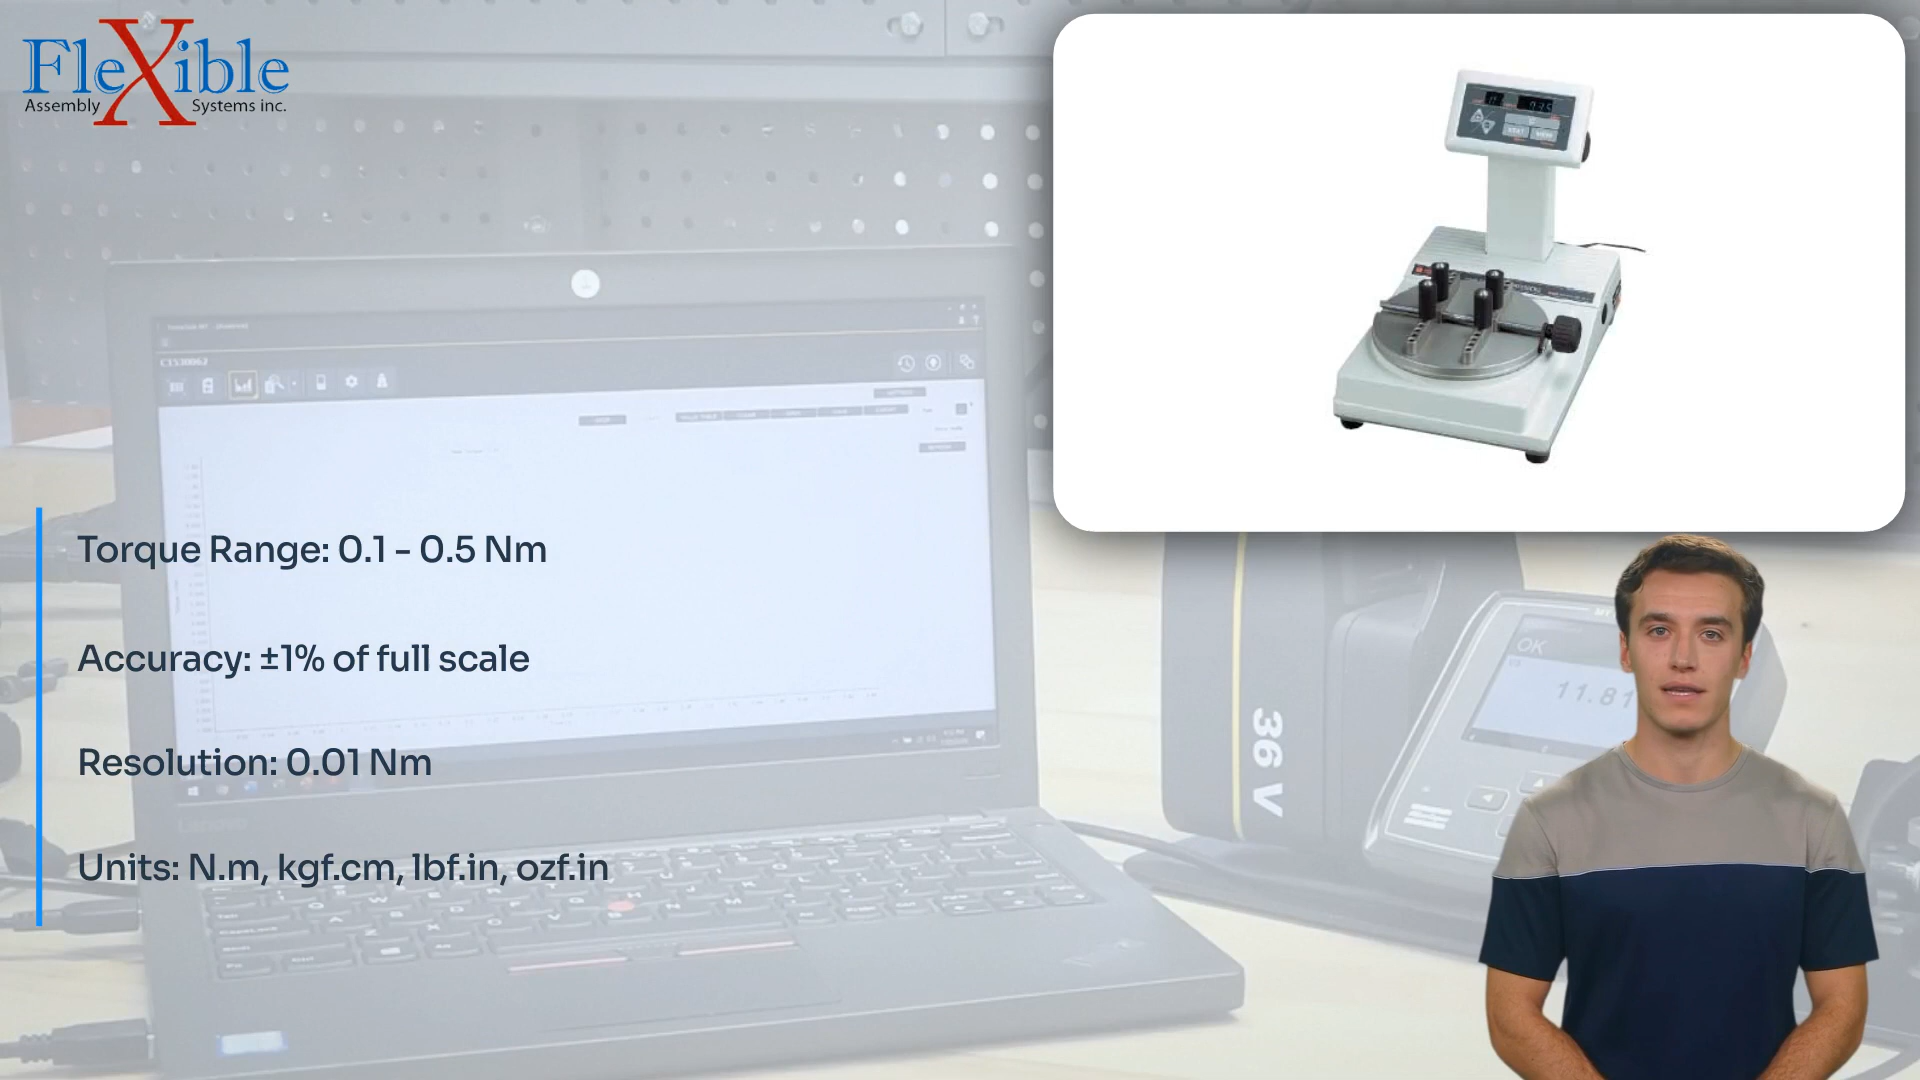 FleXible
Assembly Systems inc.
Torque Range: 0.1 - 0.5 Nm
Accuracy: ±1% of full scale
Resolution: 0.01 Nm
Units: N.m, kgf.cm, lbf.in, ozf.in
OK
11.81
36 V